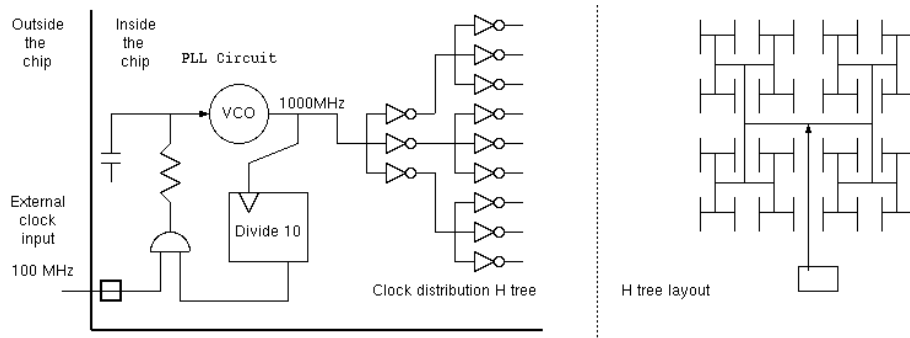 Outside
the
chip
Inside
the
chip
PLL Circuit
VCO
1000MHz
External
clock
input
100 MHz
Divide 10
Clock distribution H tree
H tree layout